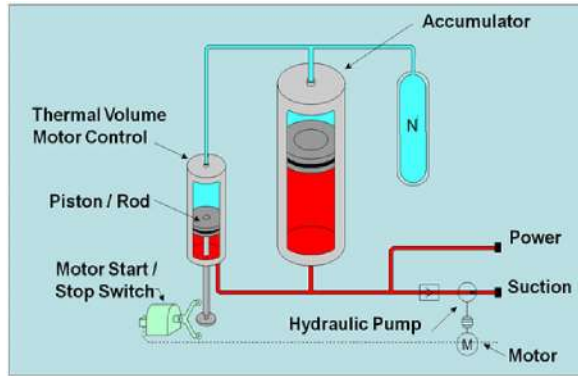 Accumulator
Thermal Volume
Motor Control
N
Piston / Rod
Power
Motor Start /
Stop Switch
Suction
Hydraulic Pump
M
Motor